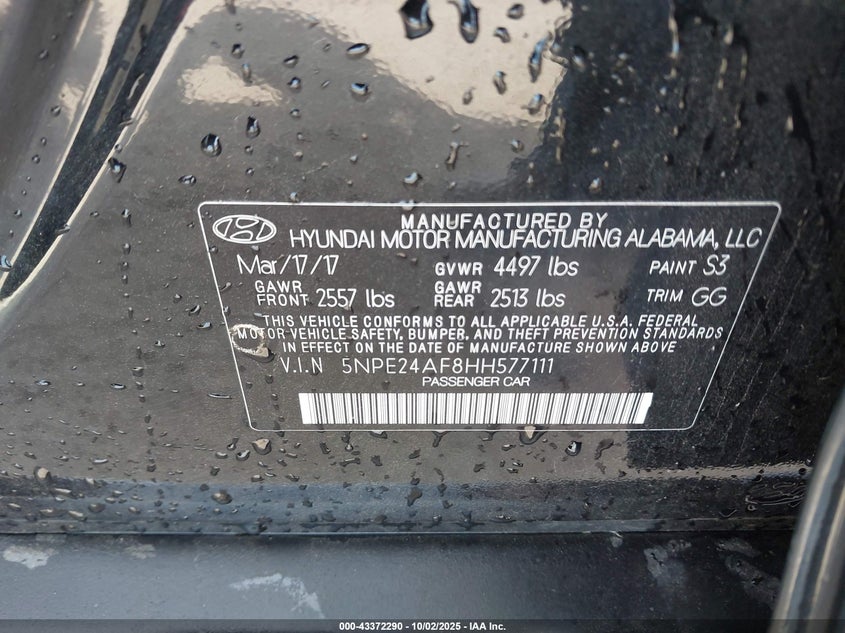 MANUFACTURED BY
HYUNDAI MOTOR MANUFACTURING ALABAMA, LLC
Mar/17/17 GVWR 4497 lbs PAINT S3
GAWR FRONT 2557 lbs GAWR REAR 2513 lbs TRIM GG
THIS VEHICLE CONFORMS TO ALL APPLICABLE U.S.A. FEDERAL
MOTOR VEHICLE SAFETY, BUMPER, AND THEFT PREVENTION STANDARDS
IN EFFECT ON THE DATE OF MANUFACTURE SHOWN ABOVE
V.I.N 5NPE24AF8HH577111
PASSENGER CAR
000-43372290 - 10/02/2025 - IAA Inc.